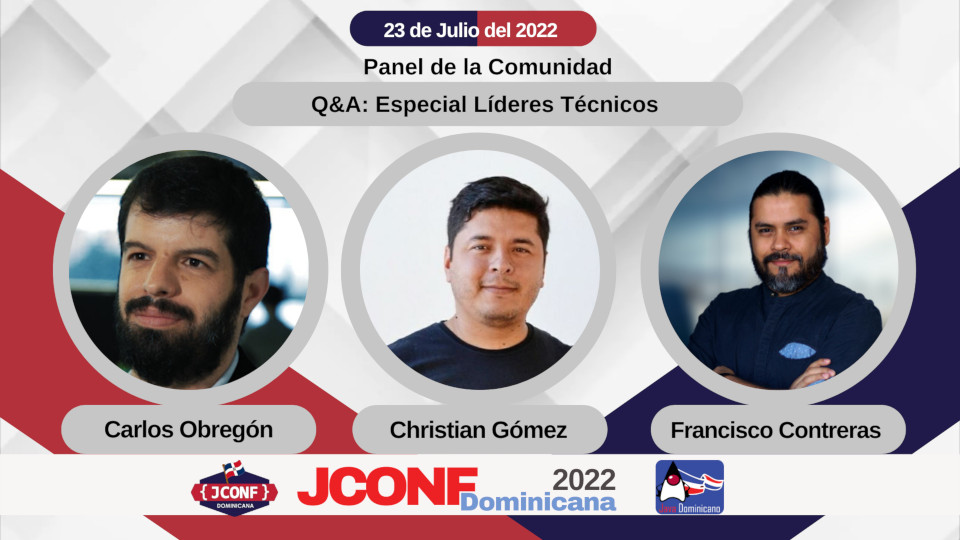 23 de Julio del 2022
Panel de la Comunidad
Q&A: Especial Líderes Técnicos
Carlos Obregón
Christian Gómez
Francisco Contreras
{ JCONF }
DOMINICANA
JCONF
Dominicana
2022
Java Dominicano